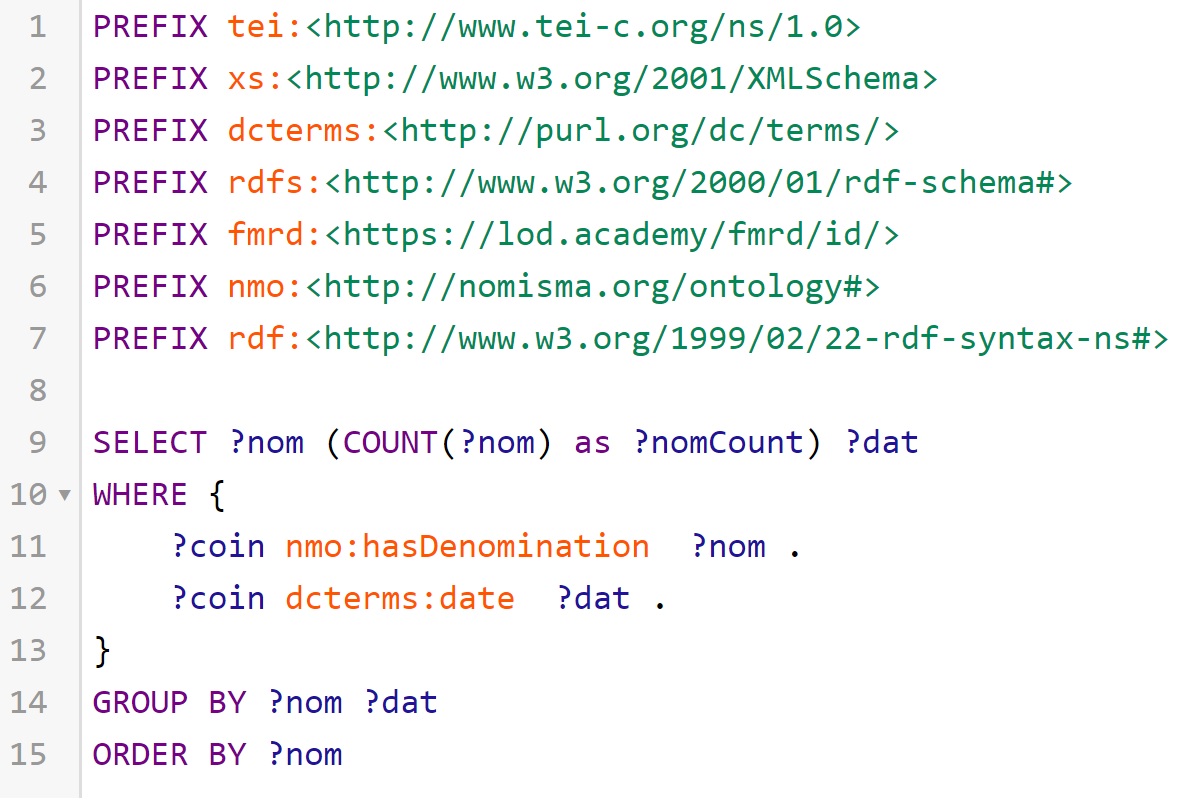 1 PREFIX tei:<http://www.tei-c.org/ns/1.0>
2 PREFIX xs:<http://www.w3.org/2001/XMLSchema>
3 PREFIX dcterms:<http://purl.org/dc/terms/>
4 PREFIX rdfs:<http://www.w3.org/2000/01/rdf-schema#>
5 PREFIX fmrd:<https://lod.academy/fmrd/id/>
6 PREFIX nmo:<http://nomisma.org/ontology#>
7 PREFIX rdf:<http://www.w3.org/1999/02/22-rdf-syntax-ns#>
8
9 SELECT ?nom (COUNT(?nom) as ?nomCount) ?dat
10 WHERE {
11     ?coin nmo:hasDenomination  ?nom .
12     ?coin dcterms:date  ?dat .
13 }
14 GROUP BY ?nom ?dat
15 ORDER BY ?nom